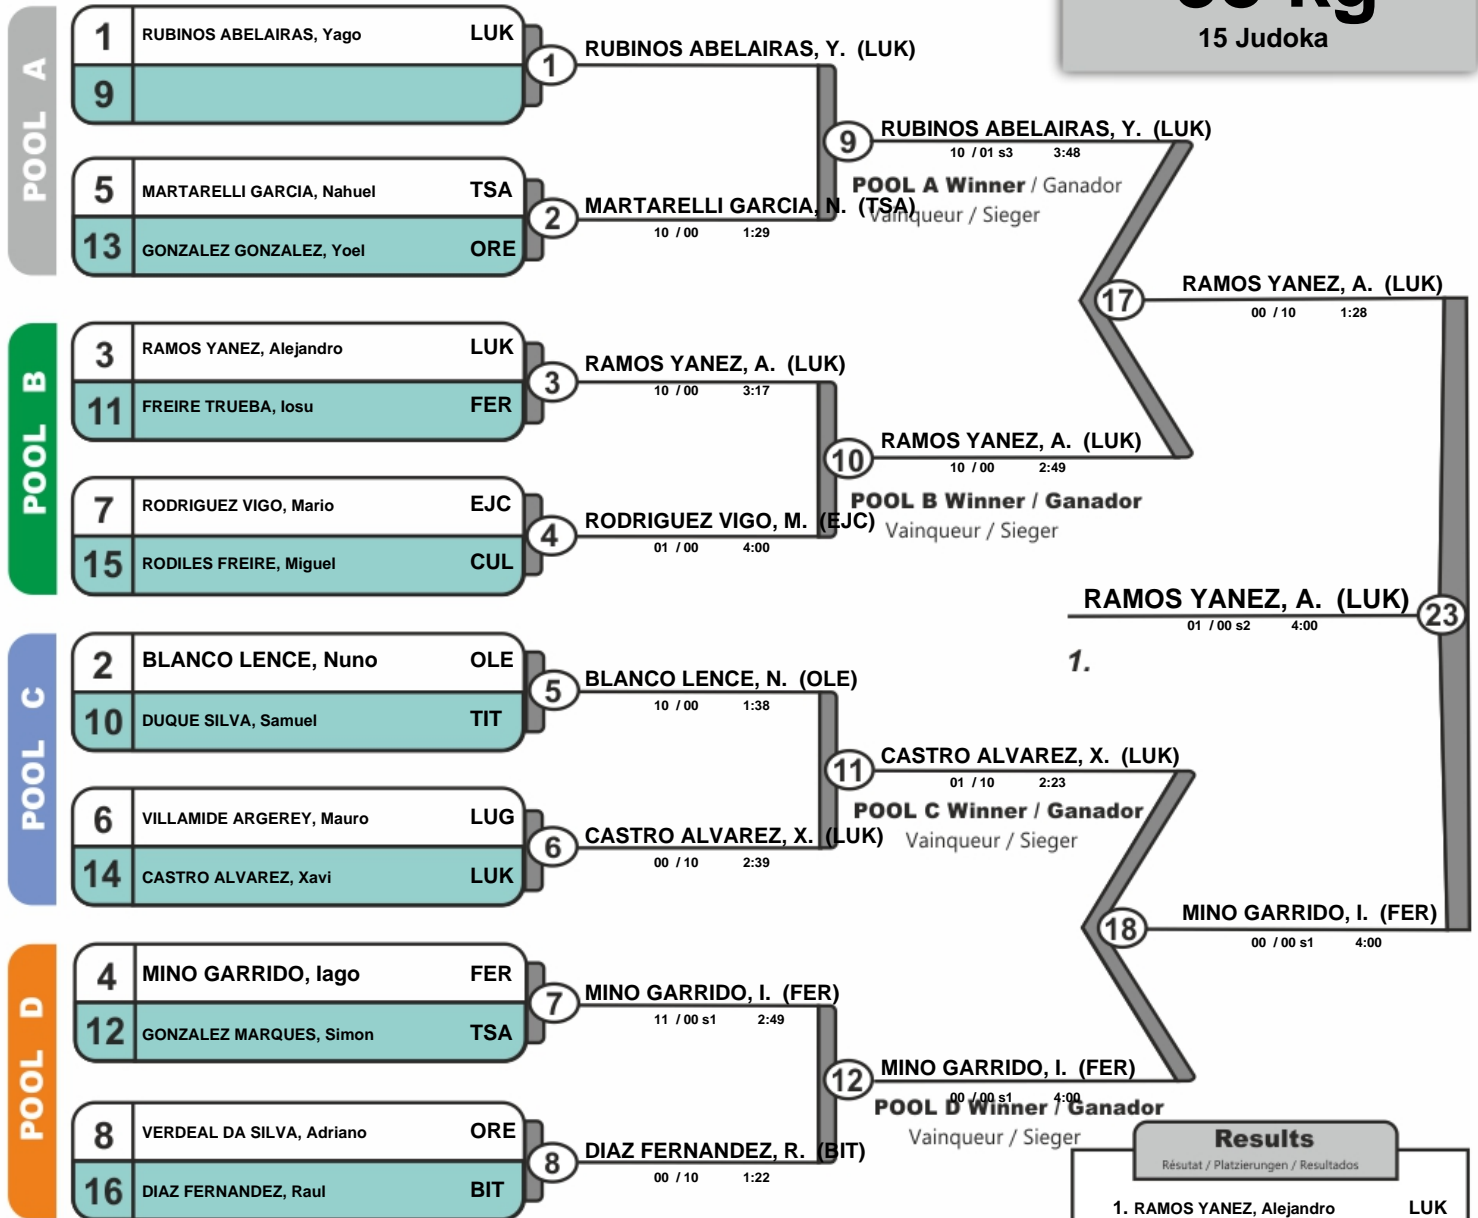 15 Judoka
POOL A
1 RUBINOS ABELAIRAS, Yago LUK
9
1 RUBINOS ABELAIRAS, Y. (LUK)
5 MARTARELLI GARCIA, Nahuel TSA
13 GONZALEZ GONZALEZ, Yoel ORE
2 MARTARELLI GARCIA, N. (TSA)
10 / 00 1:29
9 RUBINOS ABELAIRAS, Y. (LUK)
10 / 01 s3 3:48
POOL A Winner / Ganador
Vainqueur / Sieger
POOL B
3 RAMOS YANEZ, Alejandro LUK
11 FREIRE TRUEBA, Iosu FER
3 RAMOS YANEZ, A. (LUK)
10 / 00 3:17
7 RODRIGUEZ VIGO, Mario EJC
15 RODILES FREIRE, Miguel CUL
4 RODRIGUEZ VIGO, M. (EJC)
01 / 00 4:00
10 RAMOS YANEZ, A. (LUK)
10 / 00 2:49
POOL B Winner / Ganador
Vainqueur / Sieger
17 RAMOS YANEZ, A. (LUK)
00 / 10 1:28
RAMOS YANEZ, A. (LUK) 23
01 / 00 s2 4:00
1.
POOL C
2 BLANCO LENCE, Nuno OLE
10 DUQUE SILVA, Samuel TIT
5 BLANCO LENCE, N. (OLE)
10 / 00 1:38
6 VILLAMIDE ARGEREY, Mauro LUG
14 CASTRO ALVAREZ, Xavi LUK
6 CASTRO ALVAREZ, X. (LUK)
00 / 10 2:39
11 CASTRO ALVAREZ, X. (LUK)
01 / 10 2:23
POOL C Winner / Ganador
Vainqueur / Sieger
POOL D
4 MINO GARRIDO, Iago FER
12 GONZALEZ MARQUES, Simon TSA
7 MINO GARRIDO, I. (FER)
11 / 00 s1 2:49
8 VERDEAL DA SILVA, Adriano ORE
16 DIAZ FERNANDEZ, Raul BIT
8 DIAZ FERNANDEZ, R. (BIT)
00 / 10 1:22
12 MINO GARRIDO, I. (FER)
00 / 00 s1 4:00
POOL D Winner / Ganador
Vainqueur / Sieger
18 MINO GARRIDO, I. (FER)
00 / 00 s1 4:00
Results
Résutat / Platzierungen / Resultados
1. RAMOS YANEZ, Alejandro LUK